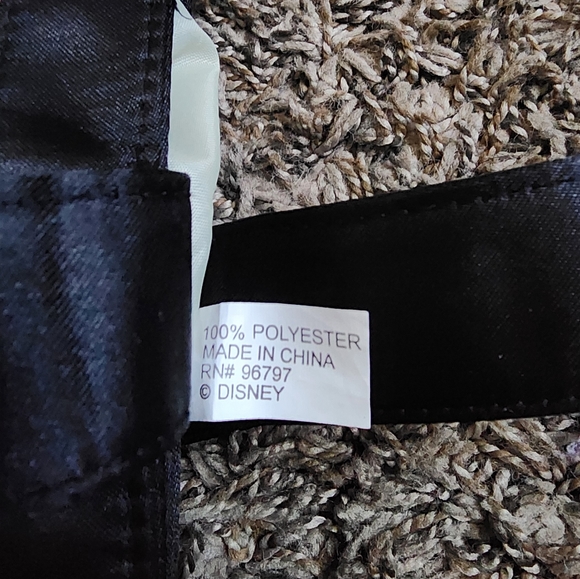 100% POLYESTER
MADE IN CHINA
RN# 96797
© DISNEY